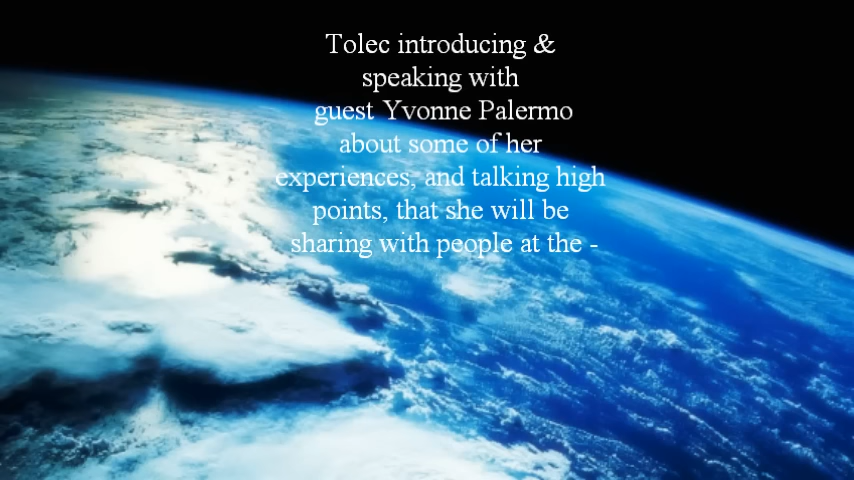 Tolec introducing &
speaking with
guest Yvonne Palermo
about some of her
experiences, and talking high
points, that she will be
sharing with people at the -